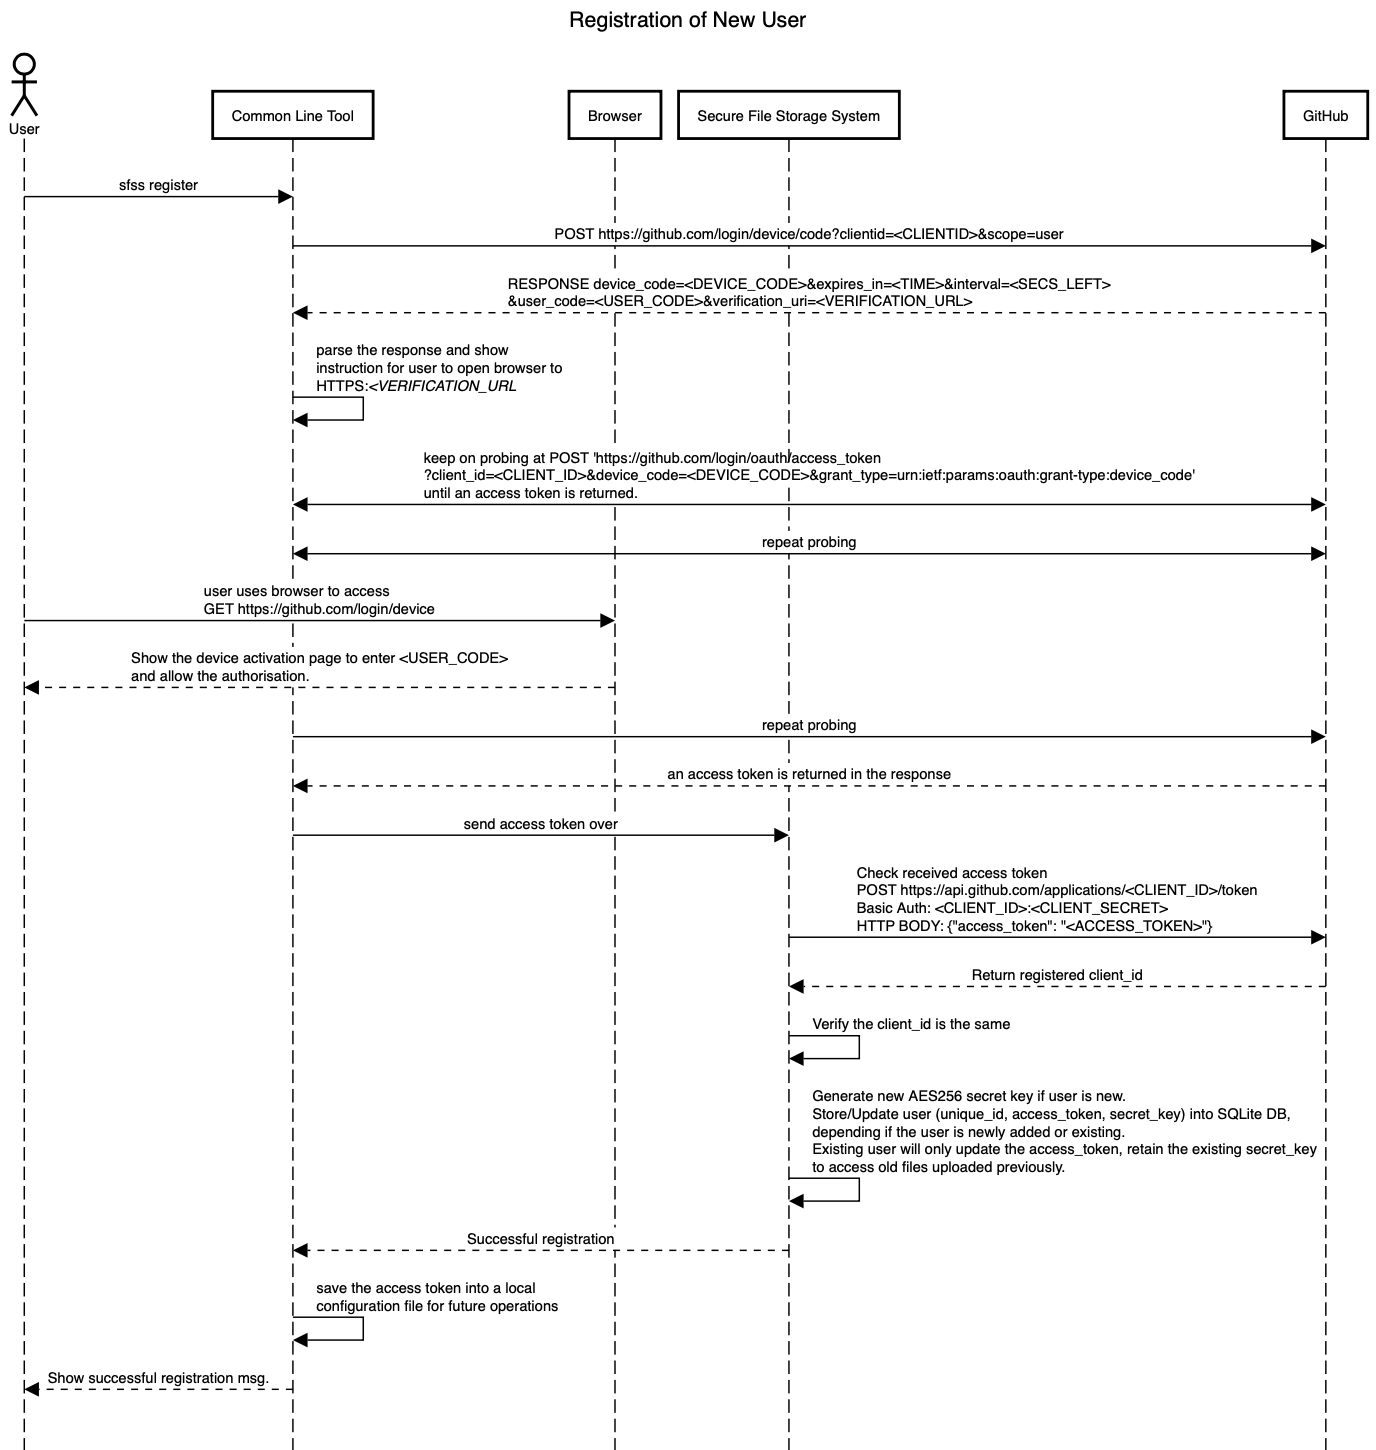 Registration of New User
User
Common Line Tool
Browser
Secure File Storage System
GitHub
sfss register
POST https://github.com/login/device/code?clientid=<CLIENTID>&scope=user
RESPONSE device_code=<DEVICE_CODE>&expires_in=<TIME>&interval=<SECS_LEFT>
&user_code=<USER_CODE>&verification_uri=<VERIFICATION_URL>
parse the response and show
instruction for user to open browser to
HTTPS:<VERIFICATION_URL
keep on probing at POST 'https://github.com/login/oauth/access_token
?client_id=<CLIENT_ID>&device_code=<DEVICE_CODE>&grant_type=urn:ietf:params:oauth:grant-type:device_code'
until an access token is returned.
repeat probing
user uses browser to access
GET https://github.com/login/device
Show the device activation page to enter <USER_CODE>
and allow the authorisation.
repeat probing
an access token is returned in the response
send access token over
Check received access token
POST https://api.github.com/applications/<CLIENT_ID>/token
Basic Auth: <CLIENT_ID>:<CLIENT_SECRET>
HTTP BODY: {"access_token": "<ACCESS_TOKEN>"}
Return registered client_id
Verify the client_id is the same
Generate new AES256 secret key if user is new.
Store/Update user (unique_id, access_token, secret_key) into SQLite DB,
depending if the user is newly added or existing.
Existing user will only update the access_token, retain the existing secret_key
to access old files uploaded previously.
Successful registration
save the access token into a local
configuration file for future operations
Show successful registration msg.